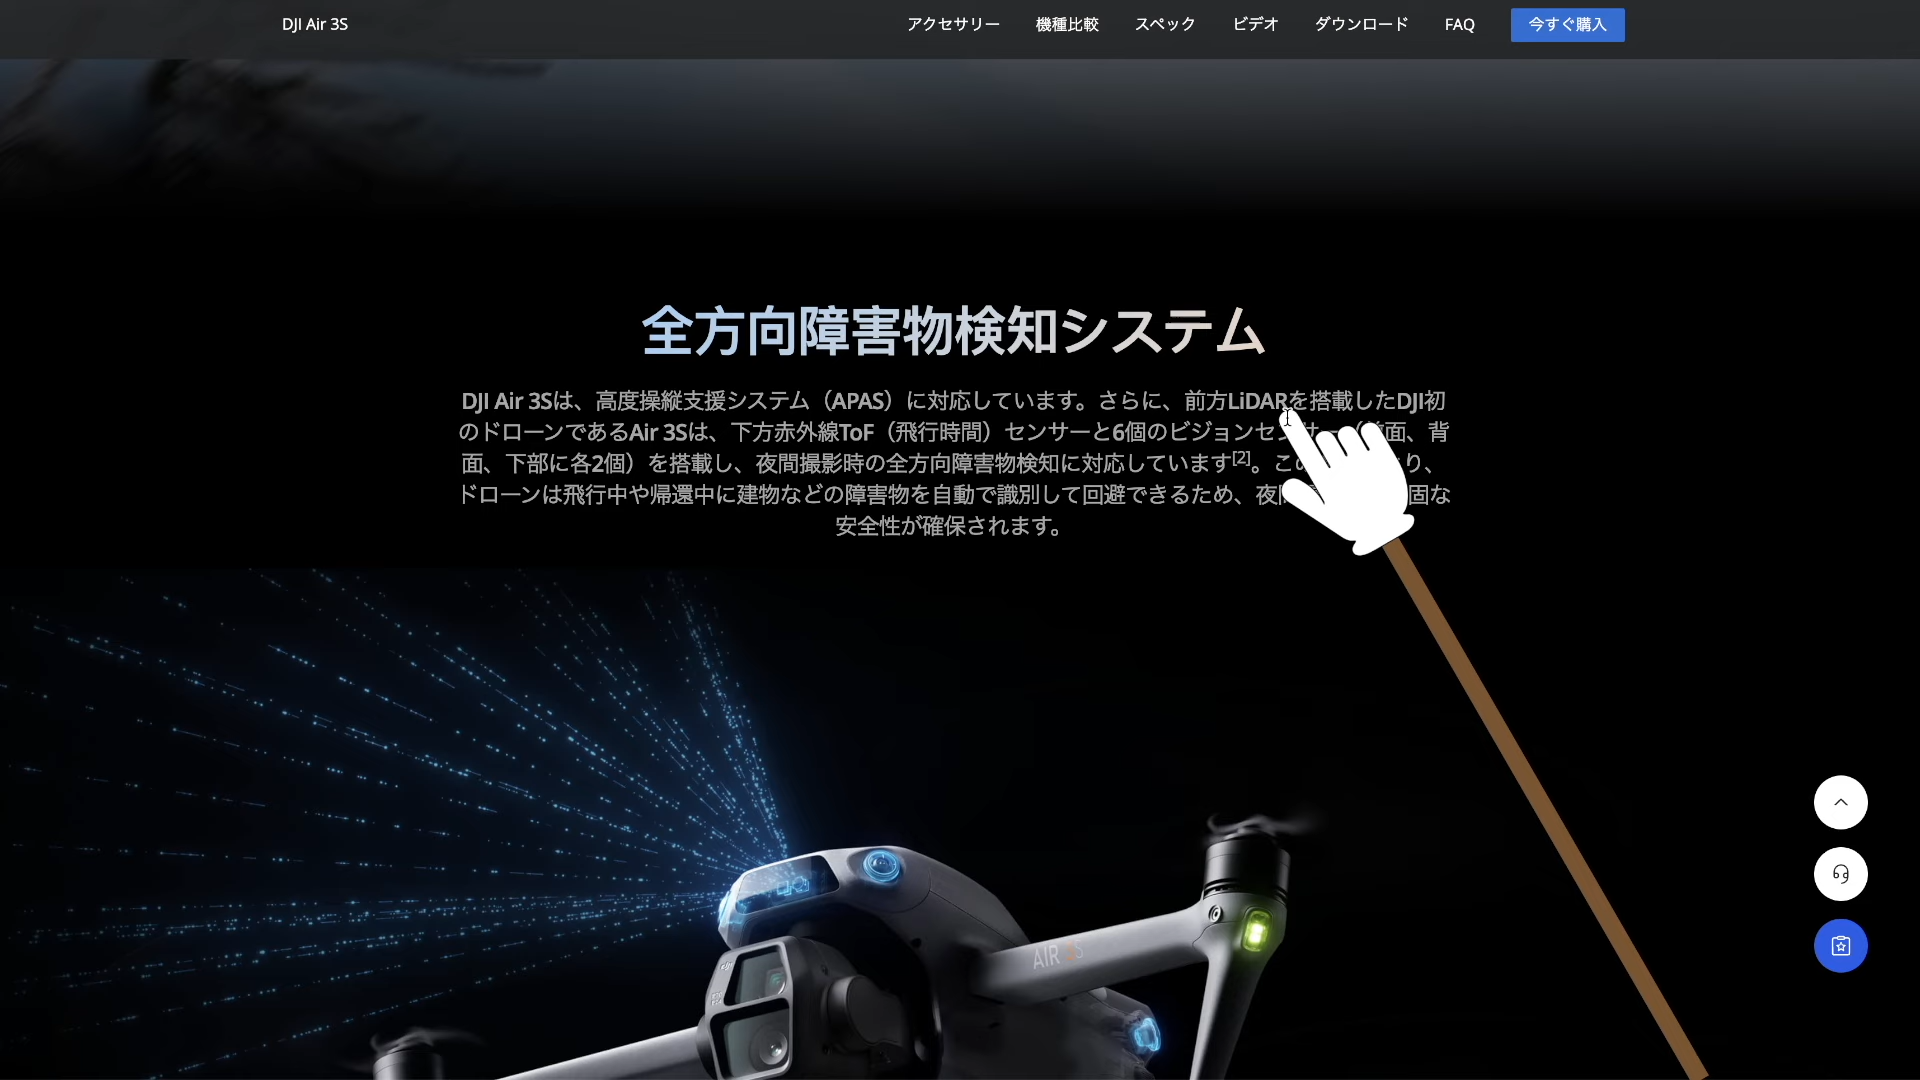 DJI Air 3S アクセサリー 機種比較 スペック ビデオ ダウンロード FAQ 今すぐ購入
全方向障害物検知システム
DJI Air 3Sは、高度操縦支援システム（APAS）に対応しています。さらに、前方LiDARを搭載したDJI初
のドローンであるAir 3Sは、下方赤外線ToF（飛行時間）センサーと6個のビジョンセンサー（前面、背
面、下部に各2個）を搭載し、夜間撮影時の全方向障害物検知に対応しています[2]。こ り、
ドローンは飛行中や帰還中に建物などの障害物を自動で識別して回避できるため、夜 固な
安全性が確保されます。
AIR 3S